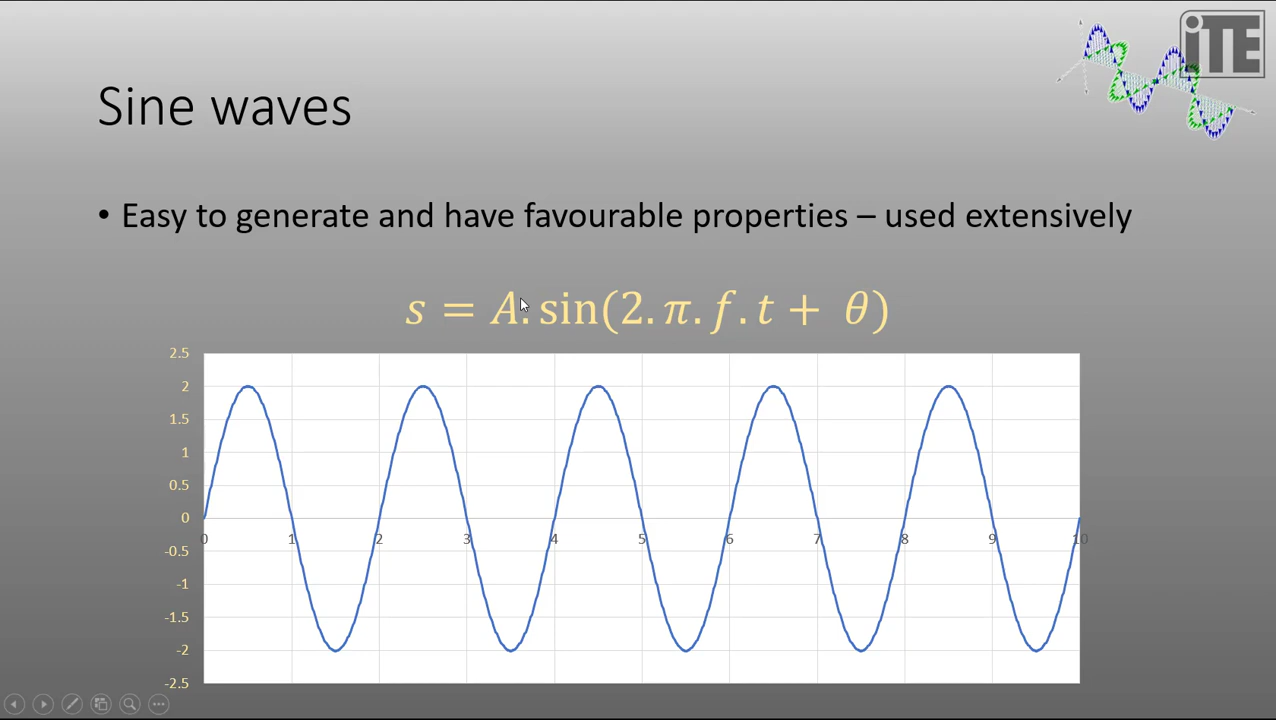 iTE
Sine waves
• Easy to generate and have favourable properties – used extensively
s = A.sin(2.π.f.t + θ)
2.5
2
1.5
1
0.5
0
0 1 2 3 4 5 6 7 8 9 10
-0.5
-1
-1.5
-2
-2.5